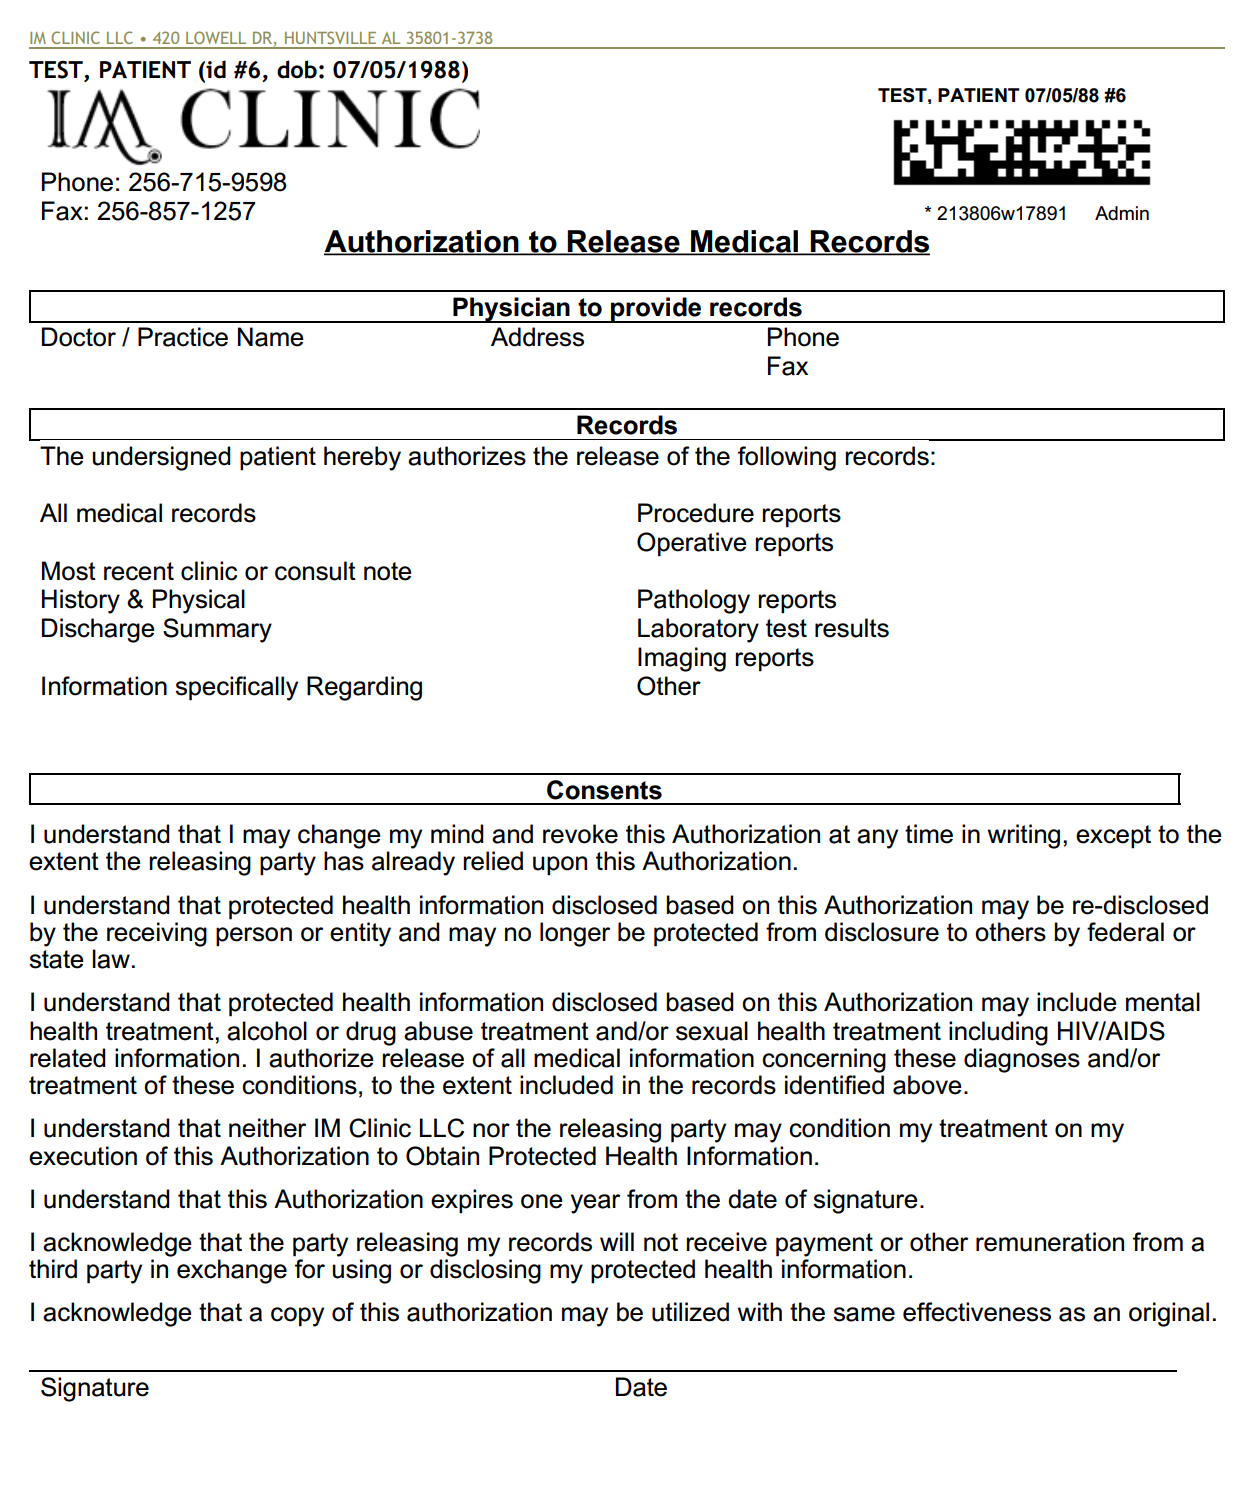 IM CLINIC LLC • 420 LOWELL DR, HUNTSVILLE AL 35801-3738
TEST, PATIENT (id #6, dob: 07/05/1988)
IM CLINIC
TEST, PATIENT 07/05/88 #6
Phone: 256-715-9598
Fax: 256-857-1257
* 213806w17891 Admin
Authorization to Release Medical Records
Physician to provide records
Doctor / Practice Name Address Phone
Fax
Records
The undersigned patient hereby authorizes the release of the following records:
All medical records Procedure reports
Operative reports
Most recent clinic or consult note
History & Physical Pathology reports
Discharge Summary Laboratory test results
Imaging reports
Information specifically Regarding Other
Consents
I understand that I may change my mind and revoke this Authorization at any time in writing, except to the
extent the releasing party has already relied upon this Authorization.
I understand that protected health information disclosed based on this Authorization may be re-disclosed
by the receiving person or entity and may no longer be protected from disclosure to others by federal or
state law.
I understand that protected health information disclosed based on this Authorization may include mental
health treatment, alcohol or drug abuse treatment and/or sexual health treatment including HIV/AIDS
related information. I authorize release of all medical information concerning these diagnoses and/or
treatment of these conditions, to the extent included in the records identified above.
I understand that neither IM Clinic LLC nor the releasing party may condition my treatment on my
execution of this Authorization to Obtain Protected Health Information.
I understand that this Authorization expires one year from the date of signature.
I acknowledge that the party releasing my records will not receive payment or other remuneration from a
third party in exchange for using or disclosing my protected health information.
I acknowledge that a copy of this authorization may be utilized with the same effectiveness as an original.
Signature Date